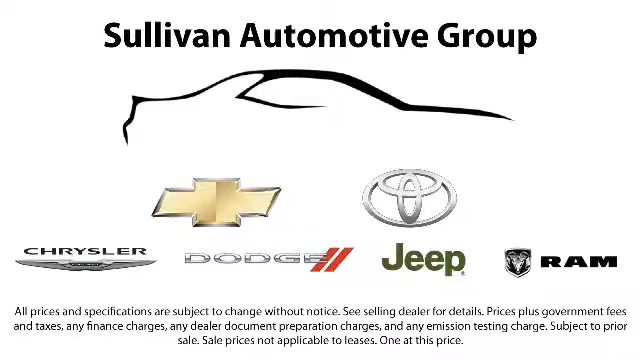 Sullivan Automotive Group
CHRYSLER
DODGE
Jeep
RAM
All prices and specifications are subject to change without notice. See selling dealer for details. Prices plus government fees
and taxes, any finance charges, any dealer document preparation charges, and any emission testing charge. Subject to prior
sale. Sale prices not applicable to leases. One at this price.